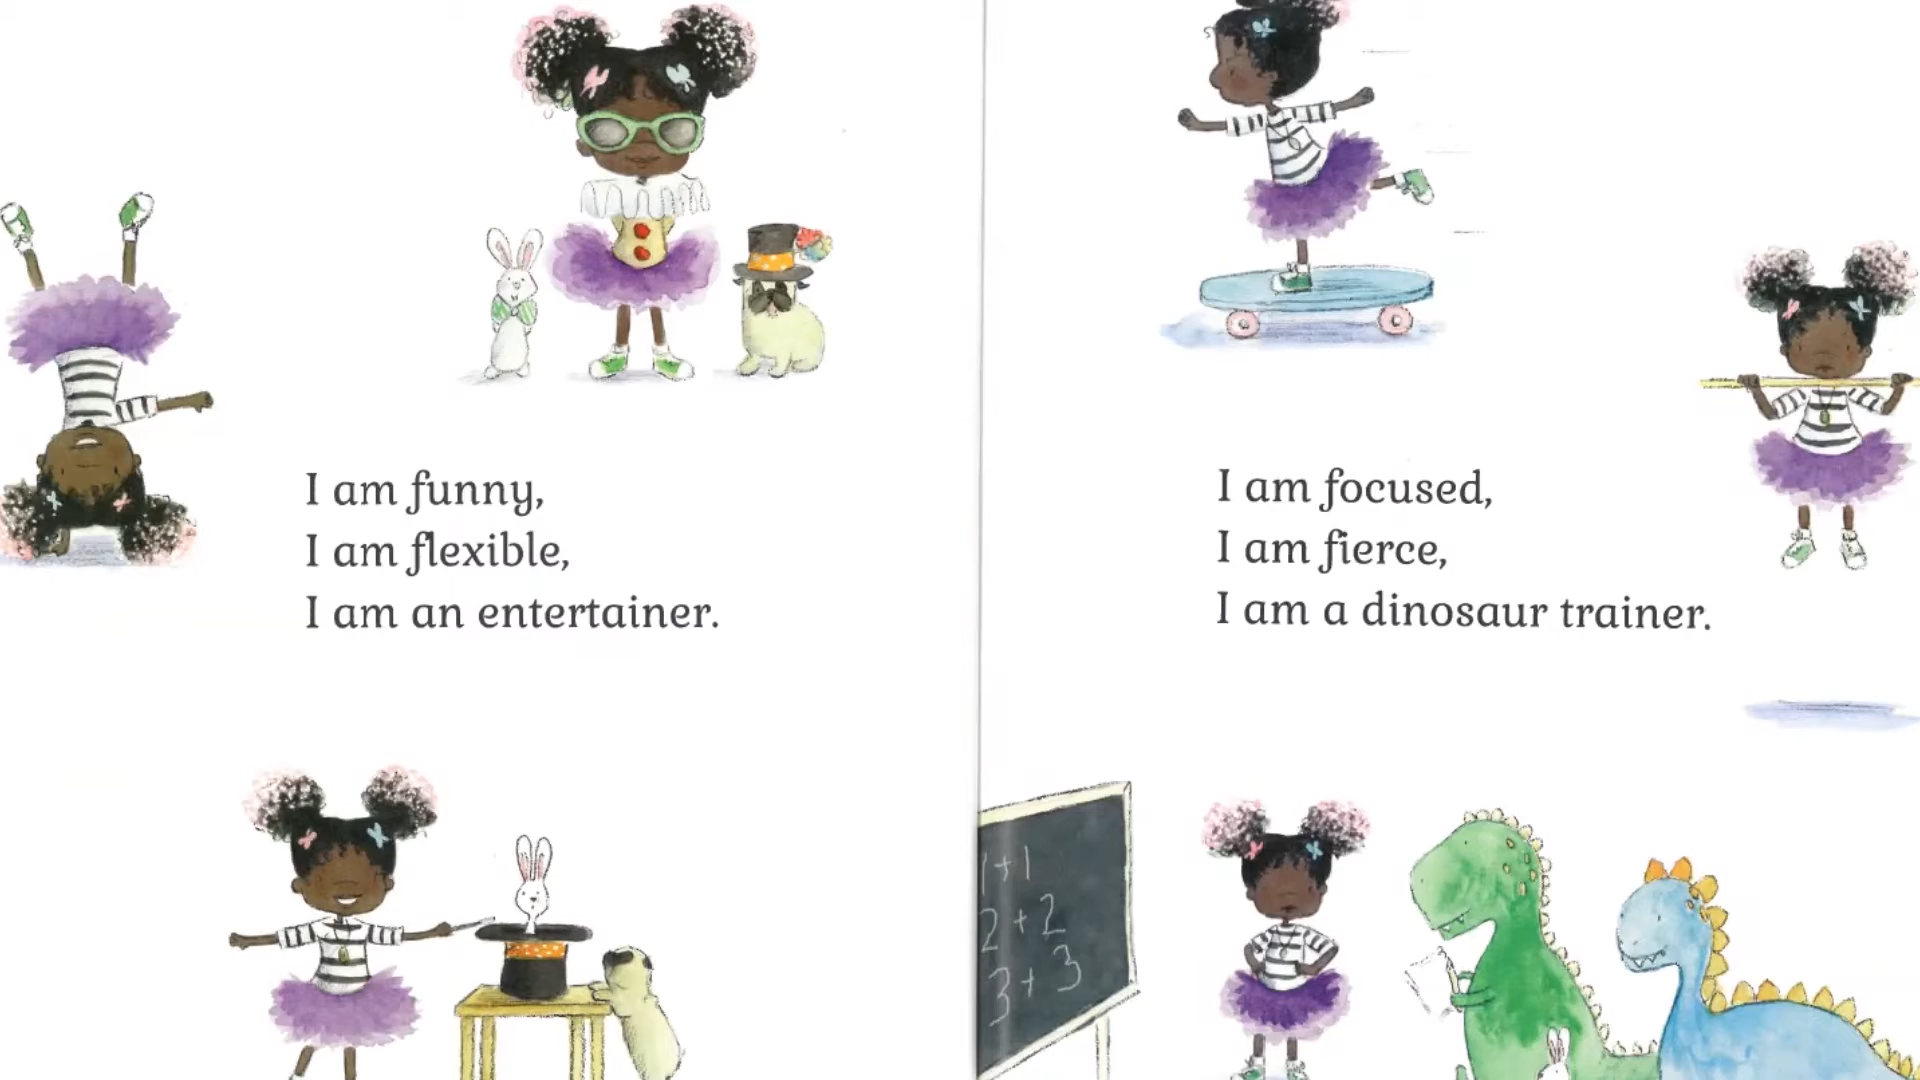 I am funny,
I am flexible,
I am an entertainer.
I am focused,
I am fierce,
I am a dinosaur trainer.
1+1
2+2
3+3